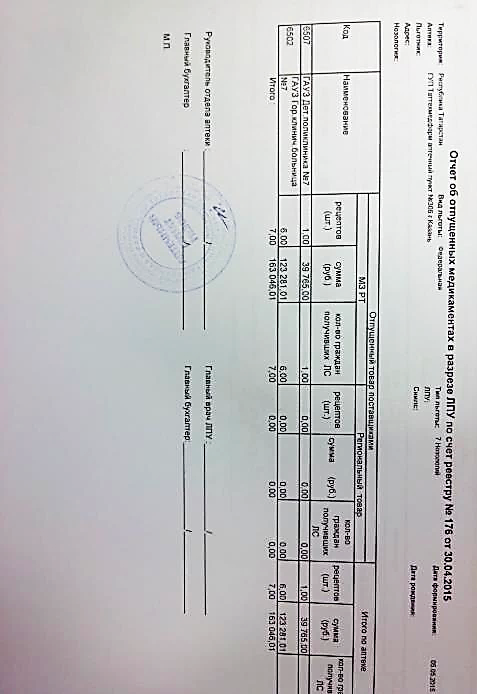 Отчет об отпущенных медикаментах в разрезе ЛПУ по счет реестру № 176 от 30.04.2015
Территория: Республика Татарстан Вид льготы: Федеральная Тип льготы: 7 Нозологий Дата формирования: 05.05.2015
Аптека: ГУП Таттехмедфарм аптечный пункт №306 г.Казань ЛПУ:
Льготник: Снилс: Дата рождения:
Адрес:
Нозология:
Отпущенный товар поставщиками Итого по аптеке
МЗ РТ Региональный товар
Код Наименование рецептов (шт.) сумма (руб.) кол-во граждан получивших ЛС рецептов (шт.) сумма (руб.) кол-во граждан получивших ЛС рецептов (шт.) сумма (руб.)
6507 ГАУЗ Дет.поликлиника №7 1,00 39 765,00 1,00 0,00 0,00 0,00 1,00 39 765,00
ГАУЗ Гор.клинич.больница
6502 №7 6,00 123 281,01 6,00 0,00 0,00 0,00 6,00 123 281,01
Итого : 7,00 163 046,01 7,00 0,00 0,00 0,00 7,00 163 046,01
Руководитель отдела аптеки Главный врач ЛПУ :
Главный бухгалтер Главный бухгалтер:
М.П.